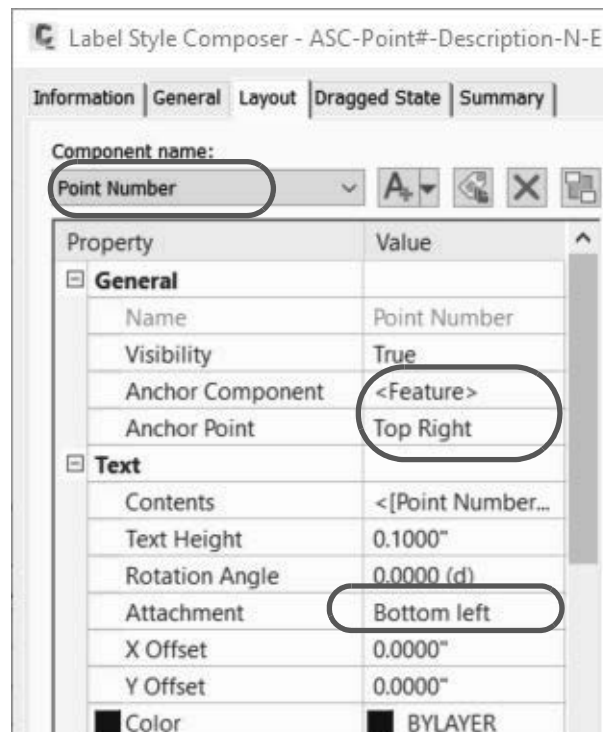 Label Style Composer - ASC-Point#-Description-N-E
Information General Layout Dragged State Summary
Component name:
Point Number
Property Value
General
Name Point Number
Visibility True
Anchor Component <Feature>
Anchor Point Top Right
Text
Contents <[Point Number...
Text Height 0.1000"
Rotation Angle 0.0000 (d)
Attachment Bottom left
X Offset 0.0000"
Y Offset 0.0000"
Color BYLAYER